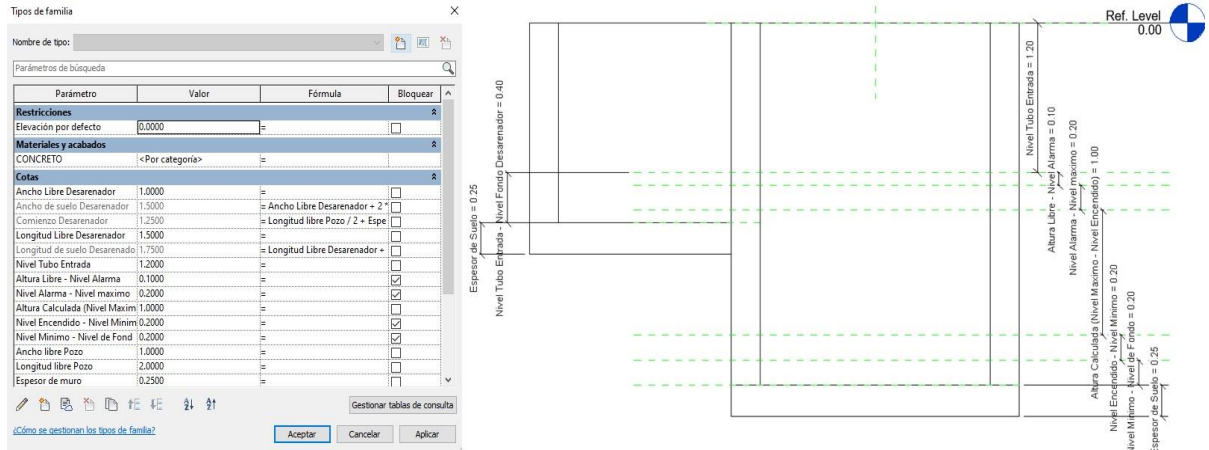 Tipos de familia
Nombre de tipo:
Parámetros de búsqueda
Parámetro Valor Fórmula Bloquear
Restricciones
Elevación por defecto 0.0000 =
Materiales y acabados
CONCRETO <Por categoría> =
Cotas
Ancho Libre Desarenador 1.0000 =
Ancho de suelo Desarenador 1.5000 = Ancho Libre Desarenador + 2 *
Comienzo Desarenador 1.2500 = Longitud libre Pozo / 2 + Espe
Longitud Libre Desarenador 1.5000 =
Longitud de suelo Desarenado 1.7500 = Longitud Libre Desarenador +
Nivel Tubo Entrada 1.2000 =
Altura Libre - Nivel Alarma 0.1000 =
Nivel Alarma - Nivel maximo 0.2000 =
Altura Calculada (Nivel Maxim 1.0000 =
Nivel Encendido - Nivel Minim 0.2000 =
Nivel Minimo - Nivel de Fond 0.2000 =
Ancho libre Pozo 1.0000 =
Longitud libre Pozo 2.0000 =
Espesor de muro 0.2500 =
Gestionar tablas de consulta
¿Cómo se gestionan los tipos de familia?
Aceptar Cancelar Aplicar
Espesor de Suelo = 0.25
Nivel Tubo Entrada - Nivel Fondo Desarenador = 0.40
Ref. Level
0.00
Nivel Tubo Entrada = 1.20
Altura Libre - Nivel Alarma = 0.10
Nivel Alarma - Nivel maximo = 0.20
Altura Calculada (Nivel Maximo - Nivel Encendido) = 1.00
Nivel Encendido - Nivel Minimo = 0.20
Nivel Minimo - Nivel de Fondo = 0.20
Espesor de Suelo = 0.25